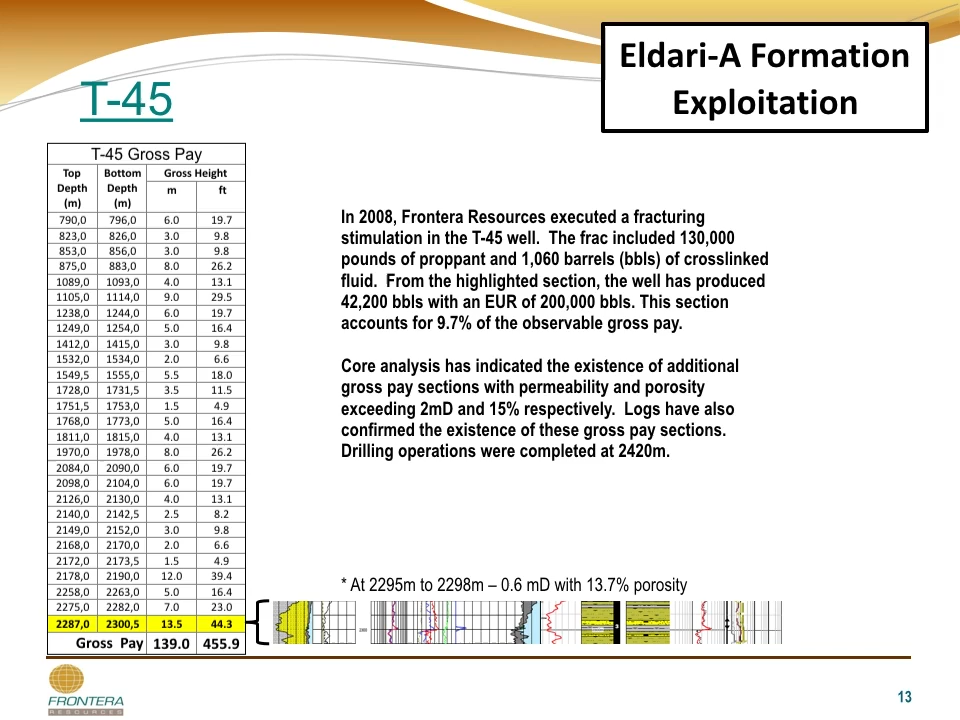 Eldari-A Formation
Exploitation
T-45
T-45 Gross Pay
Top Depth (m) Bottom Depth (m) Gross Height
m ft
790,0 796,0 6.0 19.7
823,0 826,0 3.0 9.8
853,0 856,0 3.0 9.8
875,0 883,0 8.0 26.2
1089,0 1093,0 4.0 13.1
1105,0 1114,0 9.0 29.5
1238,0 1244,0 6.0 19.7
1249,0 1254,0 5.0 16.4
1412,0 1415,0 3.0 9.8
1532,0 1534,0 2.0 6.6
1549,5 1555,0 5.5 18.0
1728,0 1731,5 3.5 11.5
1751,5 1753,0 1.5 4.9
1768,0 1773,0 5.0 16.4
1811,0 1815,0 4.0 13.1
1970,0 1978,0 8.0 26.2
2084,0 2090,0 6.0 19.7
2098,0 2104,0 6.0 19.7
2126,0 2130,0 4.0 13.1
2140,0 2142,5 2.5 8.2
2149,0 2152,0 3.0 9.8
2168,0 2170,0 2.0 6.6
2172,0 2173,5 1.5 4.9
2178,0 2190,0 12.0 39.4
2258,0 2263,0 5.0 16.4
2275,0 2282,0 7.0 23.0
2287,0 2300,5 13.5 44.3
Gross Pay 139.0 455.9
In 2008, Frontera Resources executed a fracturing
stimulation in the T-45 well. The frac included 130,000
pounds of proppant and 1,060 barrels (bbls) of crosslinked
fluid. From the highlighted section, the well has produced
42,200 bbls with an EUR of 200,000 bbls. This section
accounts for 9.7% of the observable gross pay.
Core analysis has indicated the existence of additional
gross pay sections with permeability and porosity
exceeding 2mD and 15% respectively. Logs have also
confirmed the existence of these gross pay sections.
Drilling operations were completed at 2420m.
* At 2295m to 2298m – 0.6 mD with 13.7% porosity
FRONTERA
RESOURCES
13